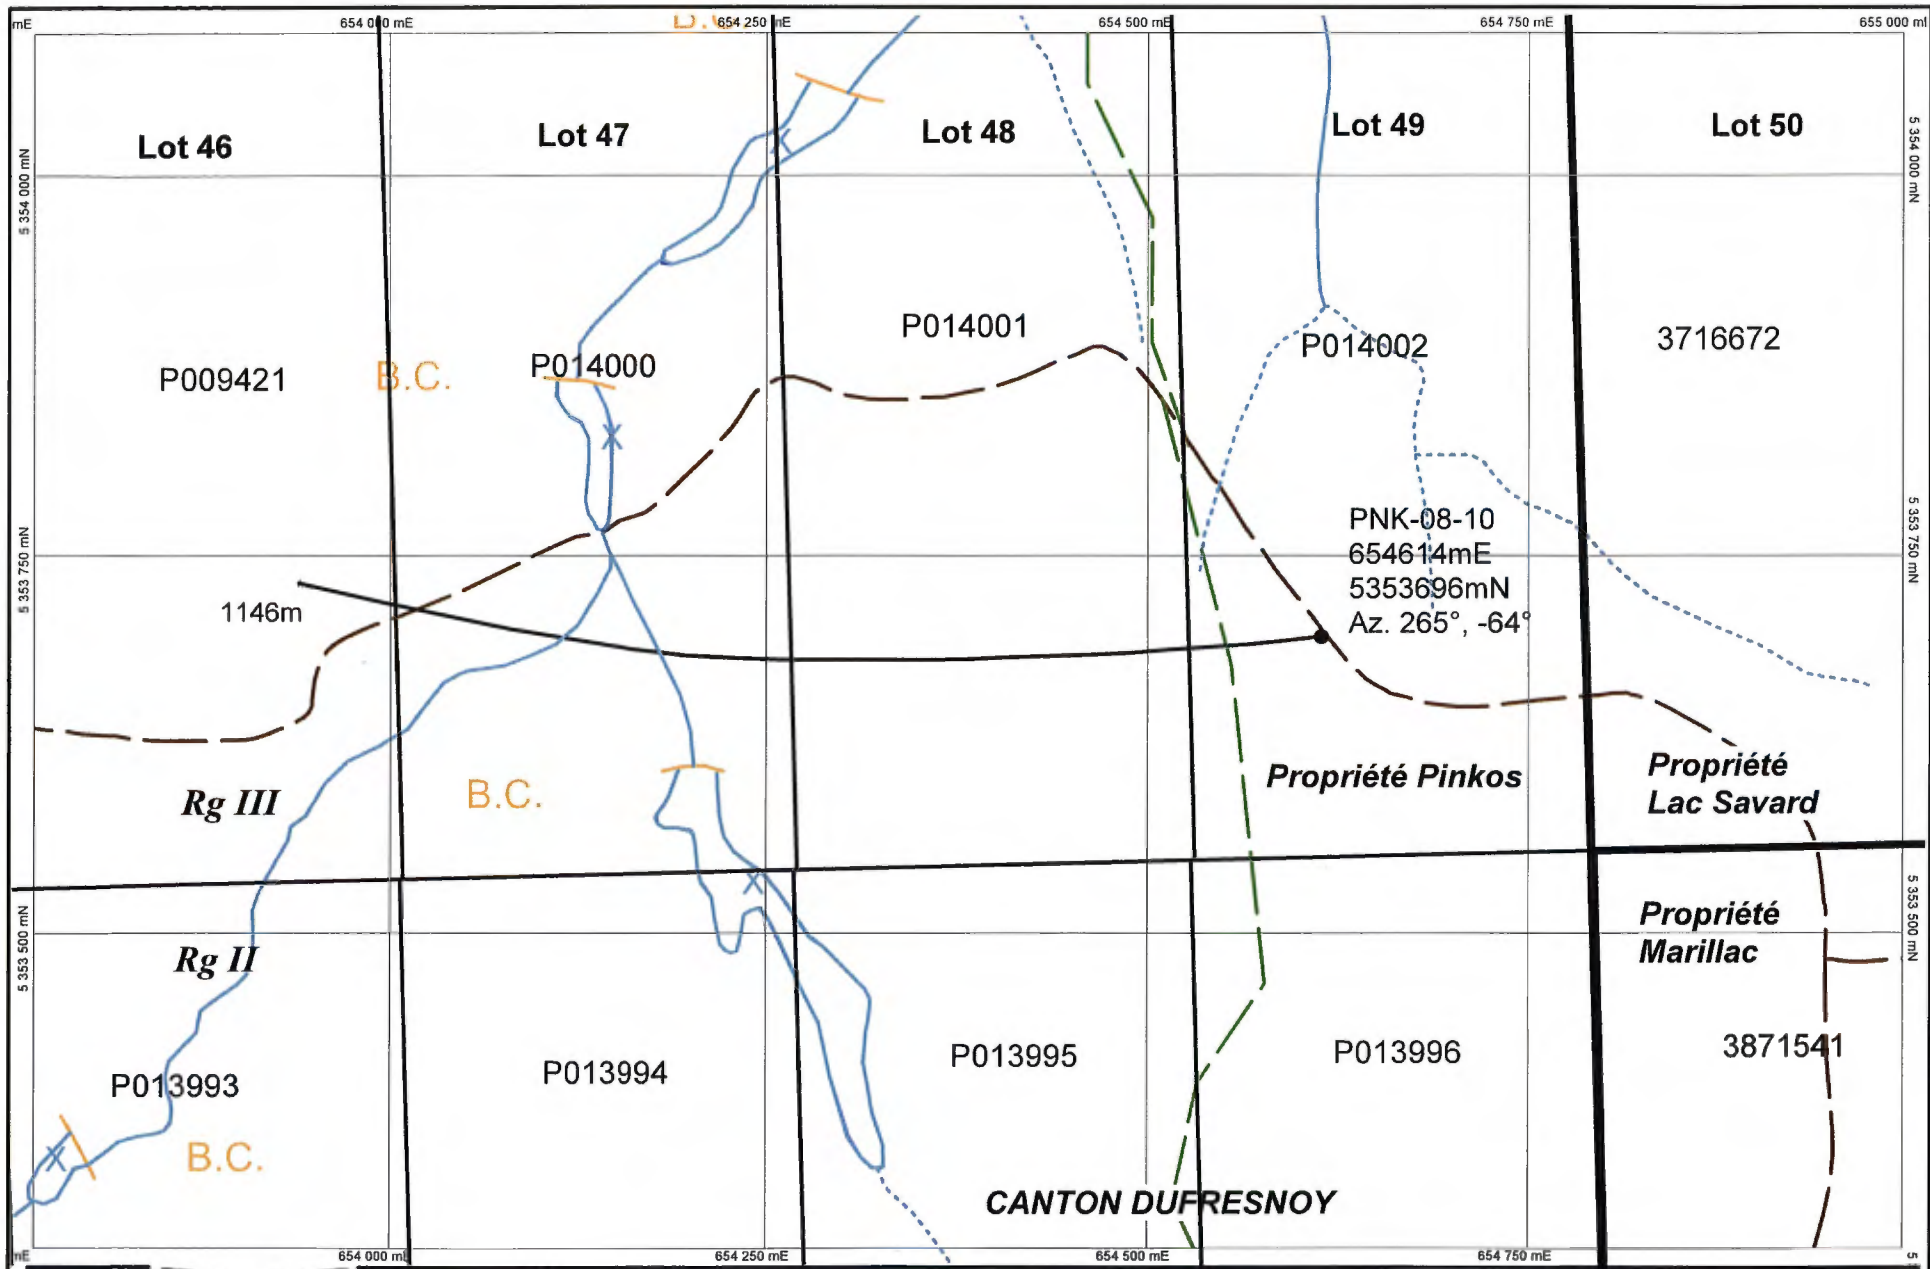 mE
654 000 mE
654 250 mE
654 500 mE
654 750 mE
655 000 m
Lot 46
Lot 47
Lot 48
Lot 49
Lot 50
5 354 000 mN
5 354 000 mN
P009421
B.C.
P014000
P014001
P014002
3716672
5 353 750 mN
5 353 750 mN
PNK-08-10
654614mE
5353696mN
Az. 265°, -64°
1146m
Rg III
B.C.
Propriété Pinkos
Propriété
Lac Savard
Rg II
5 353 500 mN
5 353 500 mN
Propriété
Marillac
P013993
P013994
P013995
P013996
3871541
B.C.
CANTON DUFRESNOY
mE
654 000 mE
654 250 mE
654 500 mE
654 750 mE